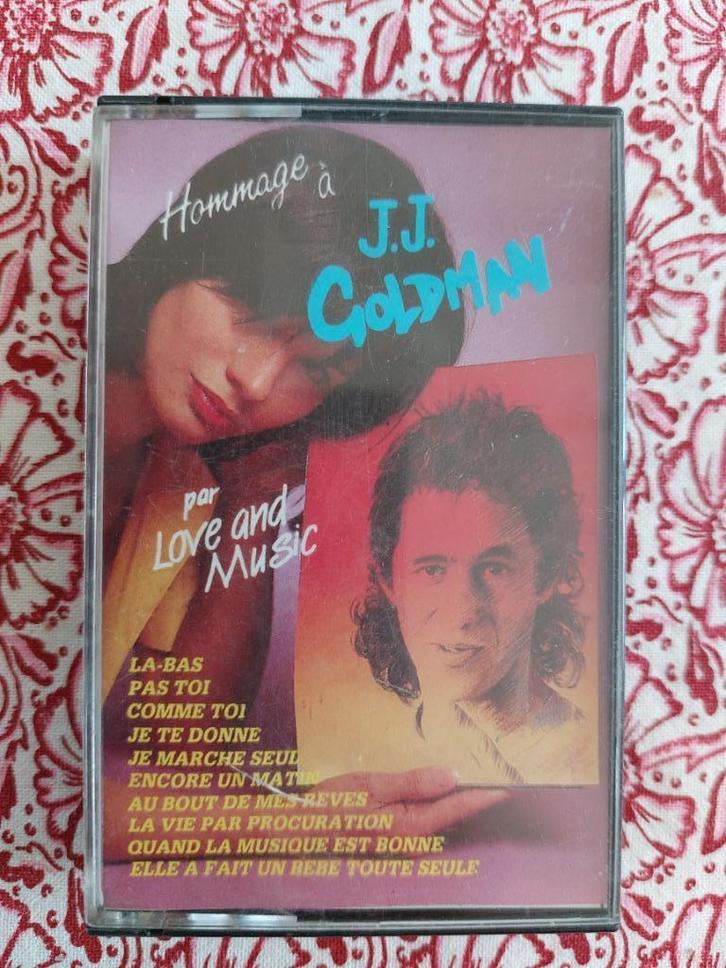 Hommage à
J.J.
GOLDMAN
par
Love and
Music
LA-BAS
PAS TOI
COMME TOI
JE TE DONNE
JE MARCHE SEUL
ENCORE UN MATIN
AU BOUT DE MES REVES
LA VIE PAR PROCURATION
QUAND LA MUSIQUE EST BONNE
ELLE A FAIT UN BEBE TOUTE SEULE